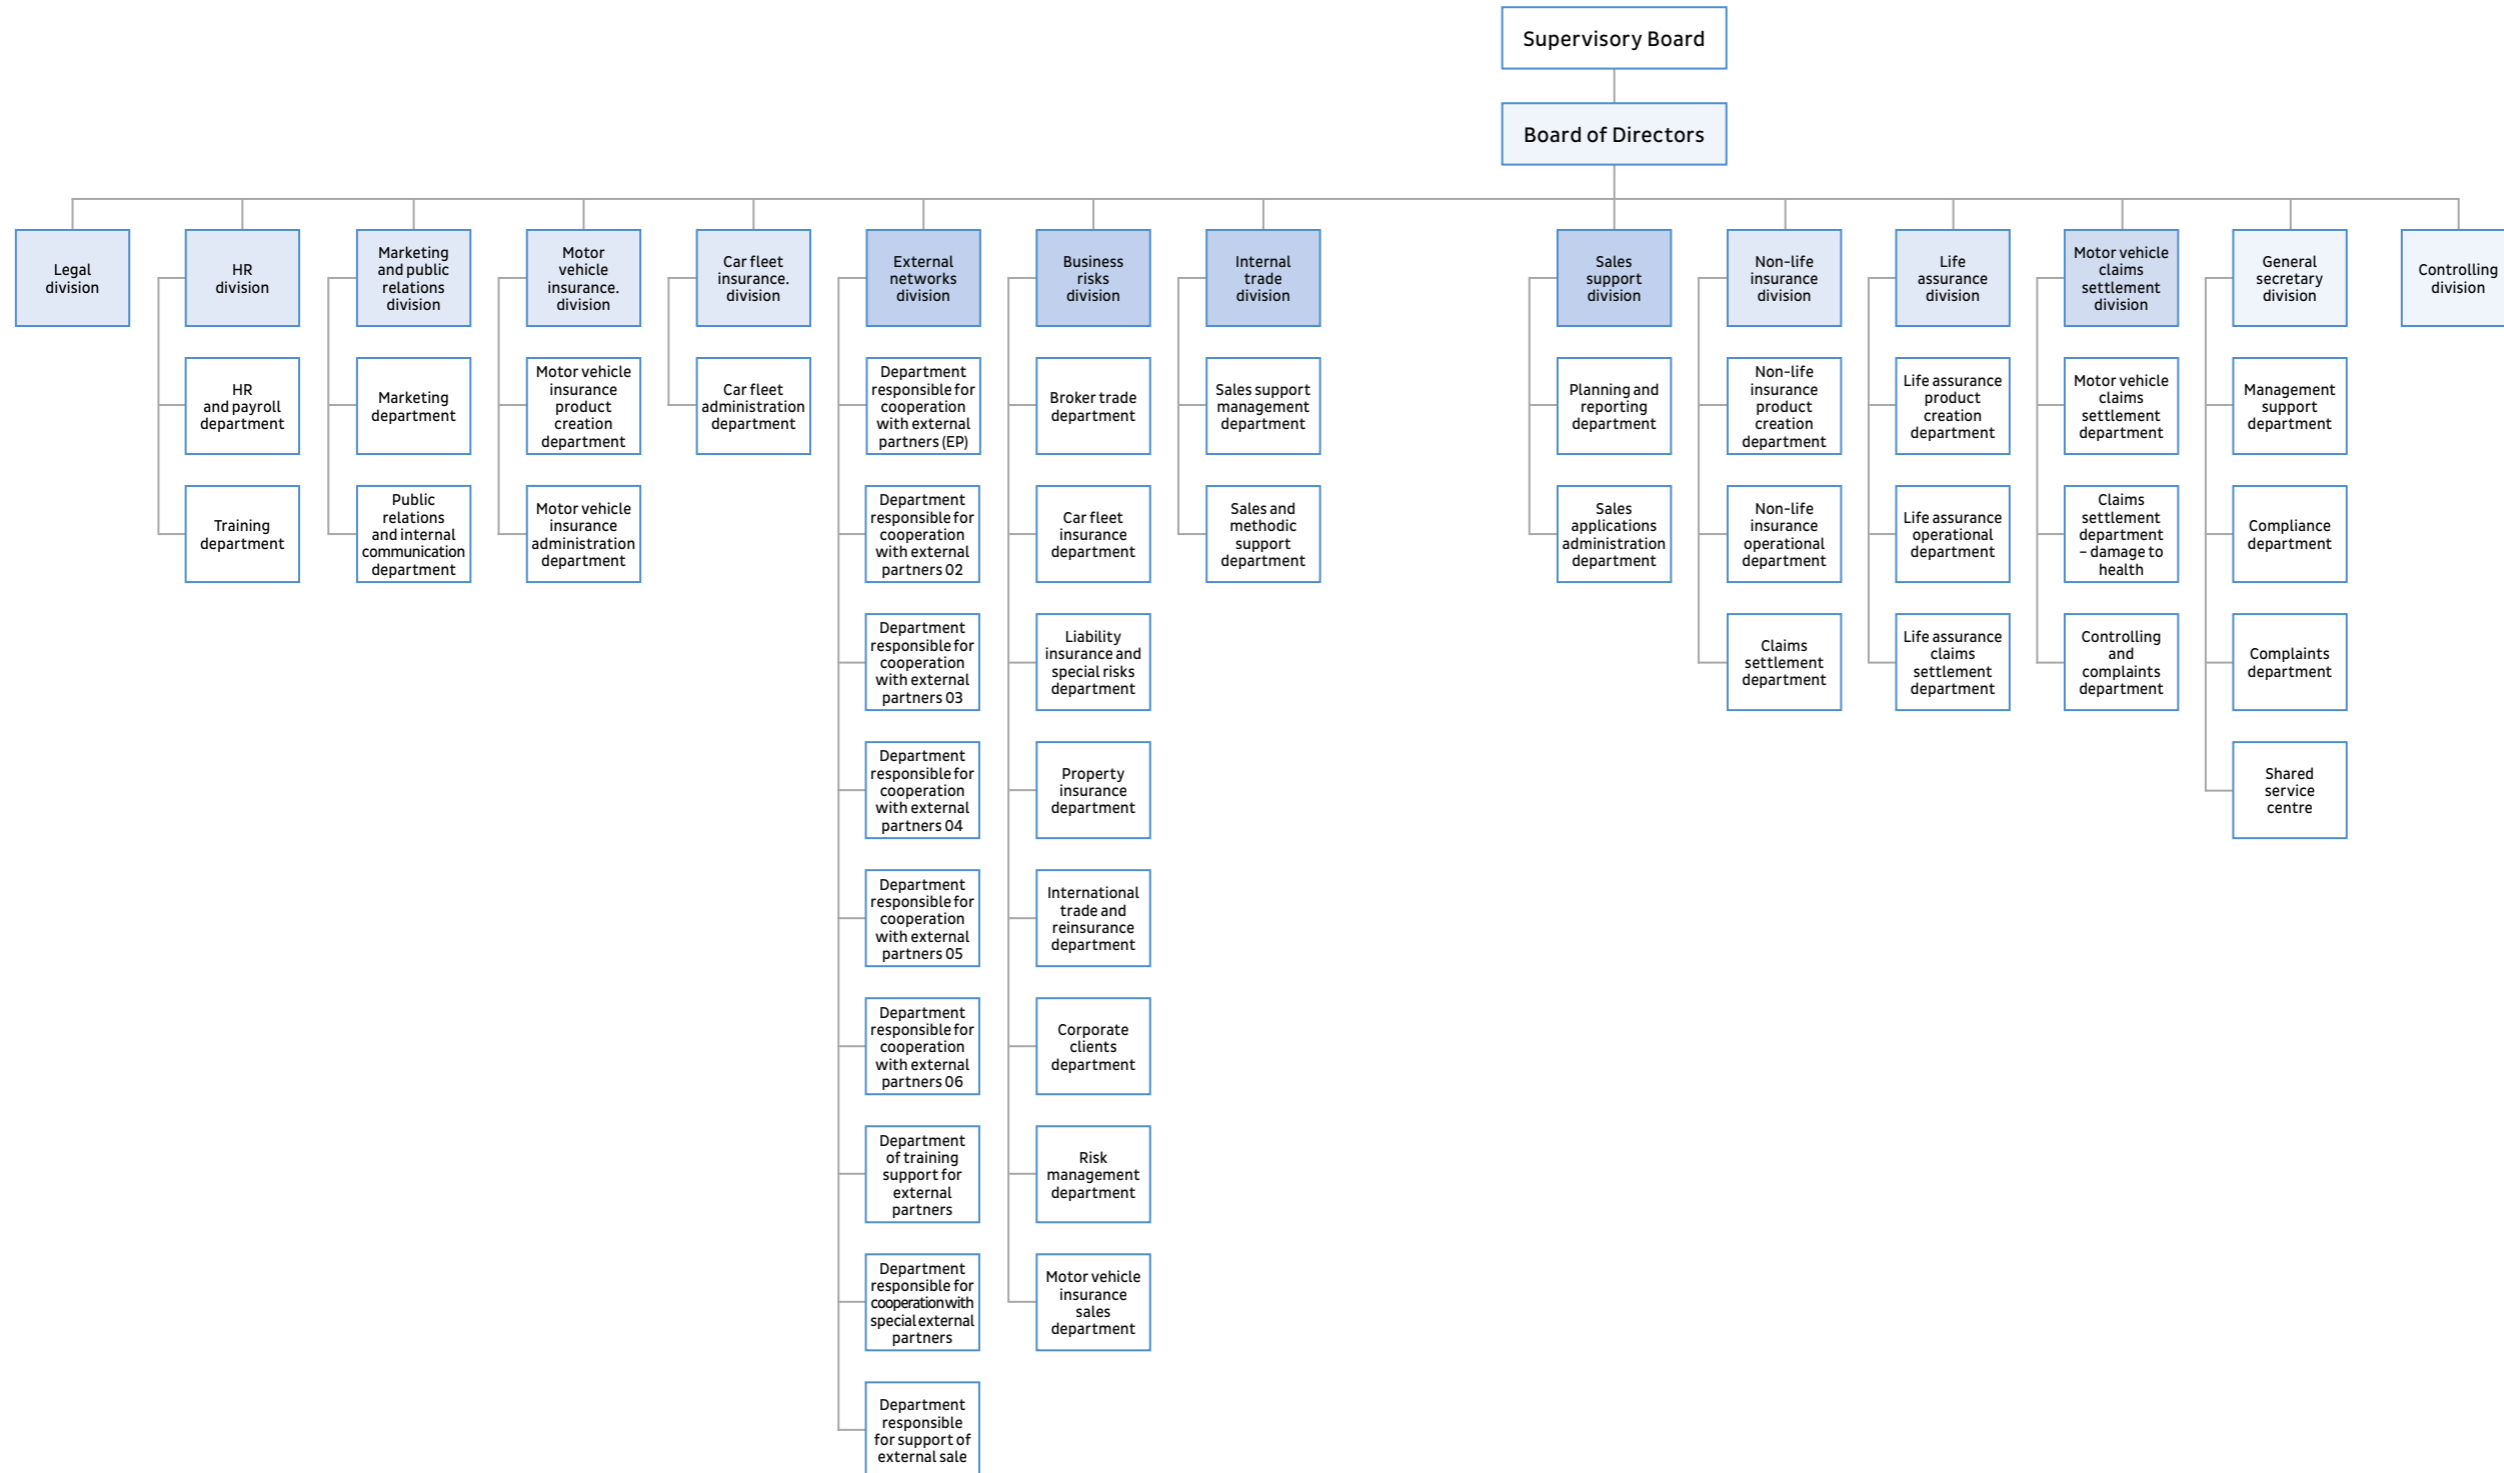 Supervisory Board
Board of Directors
Legal
division
HR
division
Marketing
and public
relations
division
Motor
vehicle
insurance.
division
Car fleet
insurance.
division
External
networks
division
Business
risks
division
Internal
trade
division
Sales
support
division
Non-life
insurance
division
Life
assurance
division
Motor vehicle
claims
settlement
division
General
secretary
division
Controlling
division
HR
and payroll
department
Marketing
department
Motor vehicle
insurance
product
creation
department
Car fleet
administration
department
Department
responsible for
cooperation
with external
partners (EP)
Broker trade
department
Sales support
management
department
Planning and
reporting
department
Non-life
insurance
product
creation
department
Life assurance
product
creation
department
Motor vehicle
claims
settlement
department
Management
support
department
Training
department
Public
relations
and internal
communication
department
Motor vehicle
insurance
administration
department
Department
responsible for
cooperation
with external
partners 02
Car fleet
insurance
department
Sales and
methodic
support
department
Sales
applications
administration
department
Non-life
insurance
operational
department
Life assurance
operational
department
Claims
settlement
department
– damage to
health
Compliance
department
Department
responsible for
cooperation
with external
partners 03
Liability
insurance and
special risks
department
Claims
settlement
department
Life assurance
claims
settlement
department
Controlling
and
complaints
department
Complaints
department
Department
responsible for
cooperation
with external
partners 04
Property
insurance
department
Shared
service
centre
Department
responsible for
cooperation
with external
partners 05
International
trade and
reinsurance
department
Department
responsible for
cooperation
with external
partners 06
Corporate
clients
department
Department
of training
support for
external
partners
Risk
management
department
Department
responsible for
cooperation with
special external
partners
Motor vehicle
insurance
sales
department
Department
responsible
for support of
external sale